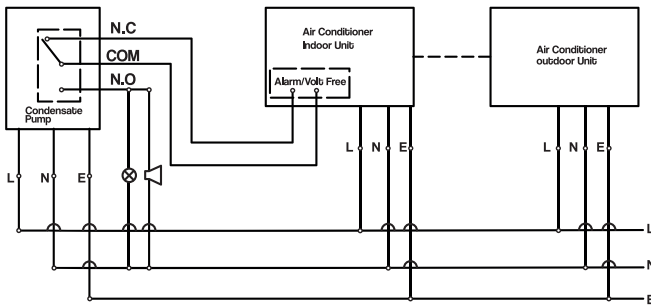 N.C
COM
N.O
Condensate
Pump
Air Conditioner
Indoor Unit
Alarm/Volt Free
Air Conditioner
outdoor Unit
L N E
L N E
L N E
L
N
E